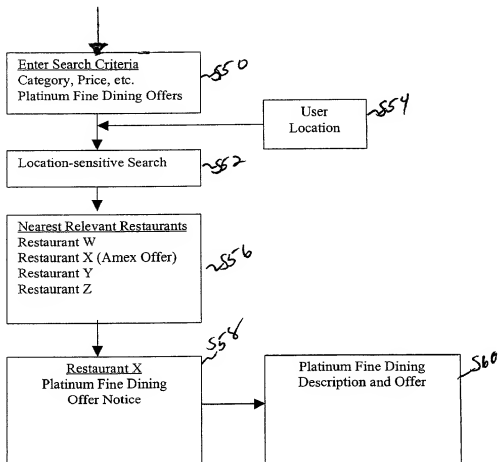 Enter Search Criteria
Category, Price, etc.
Platinum Fine Dining Offers
550
User
Location
554
Location-sensitive Search
552
Nearest Relevant Restaurants
Restaurant W
Restaurant X (Amex Offer)
Restaurant Y
Restaurant Z
556
558
Restaurant X
Platinum Fine Dining
Offer Notice
Platinum Fine Dining
Description and Offer
560